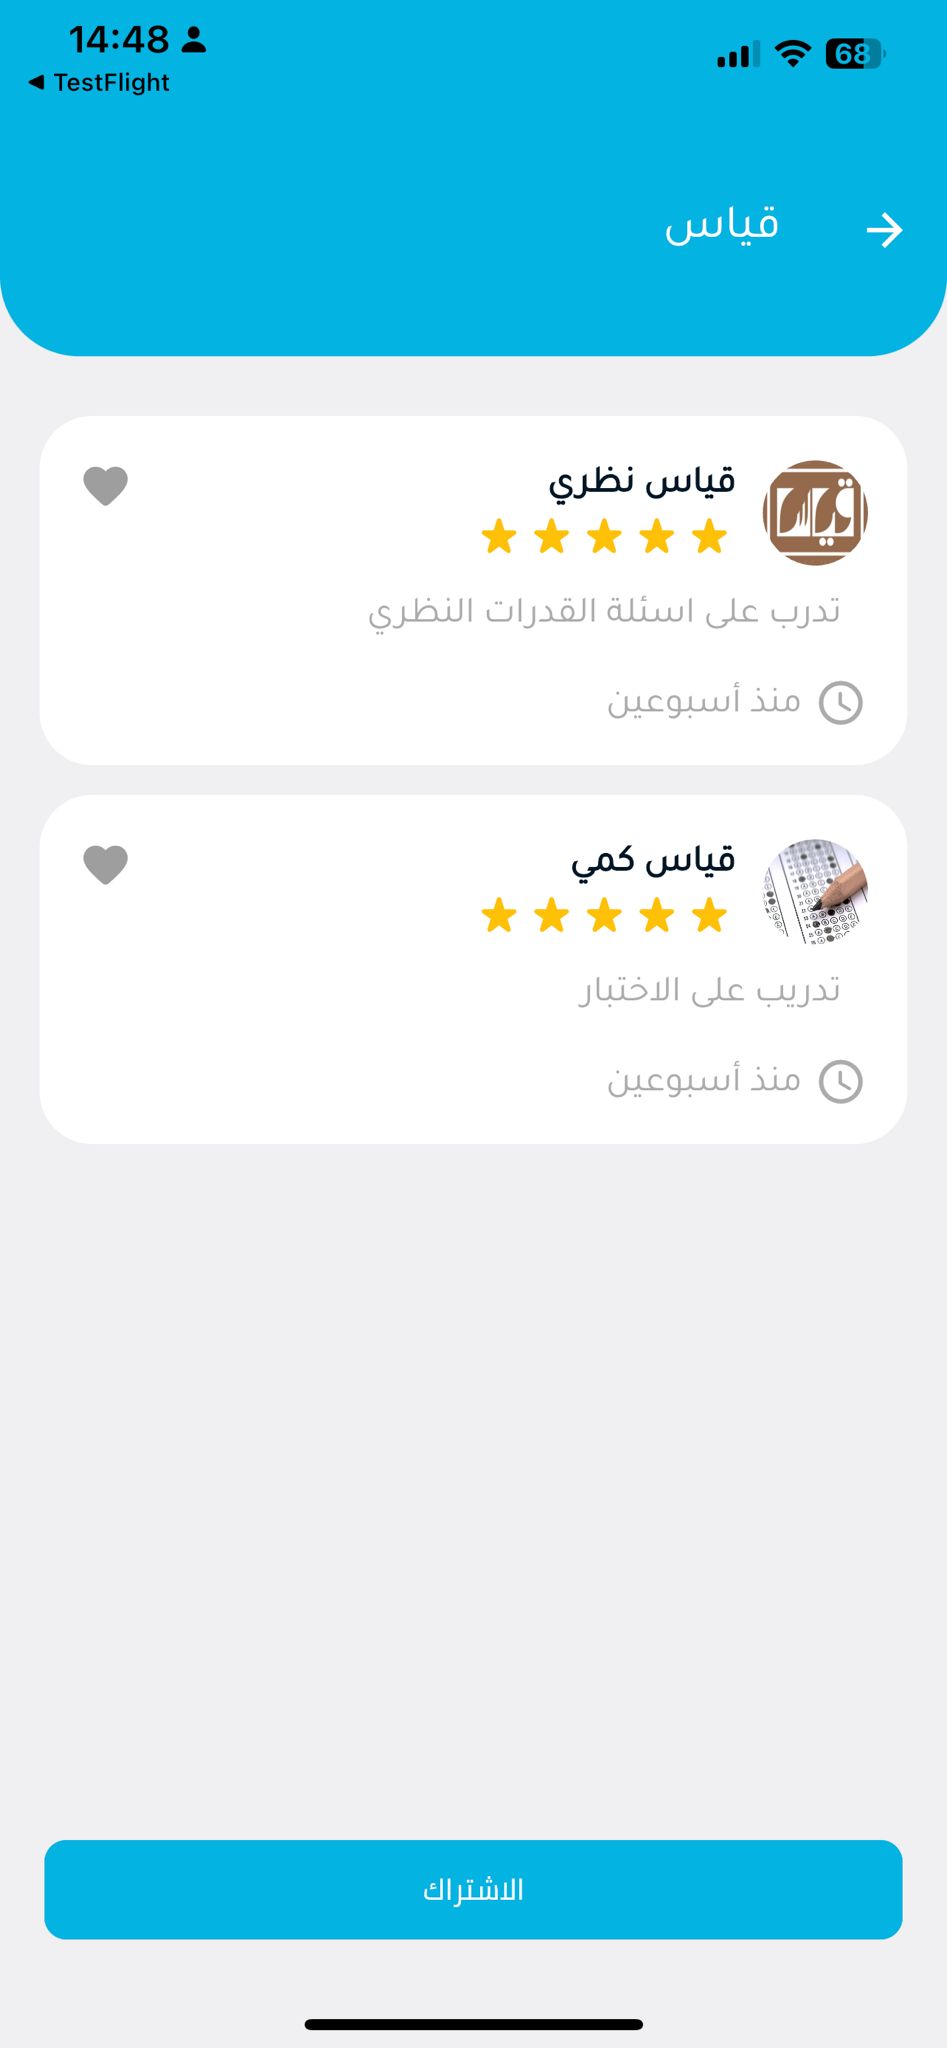 14:48
68
◀ TestFlight
قياس
قياس
قياس نظري
تدرب على اسئلة القدرات النظري
منذ أسبوعين
قياس كمي
تدريب على الاختبار
منذ أسبوعين
الاشتراك